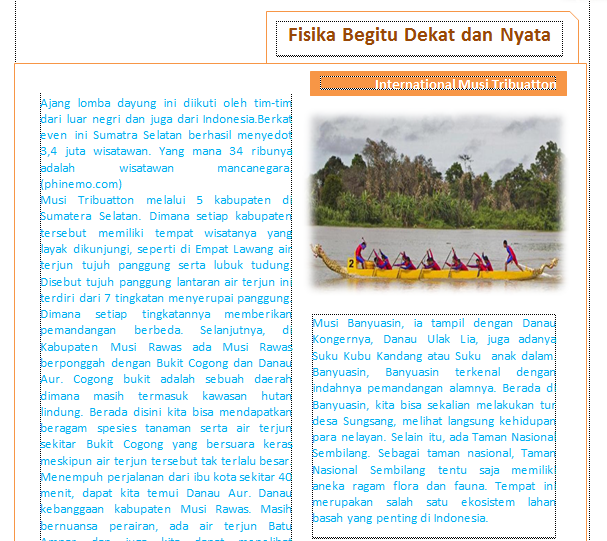 Fisika Begitu Dekat dan Nyata
International Musi Tribuatton
Ajang lomba dayung ini diikuti oleh tim-tim
dari luar negri dan juga dari Indonesia.Berkat
even ini Sumatra Selatan berhasil menyedot
3,4 juta wisatawan. Yang mana 34 ribunya
adalah wisatawan mancanegara.
(phinemo.com)
Musi Tribuatton melalui 5 kabupaten di
Sumatera Selatan. Dimana setiap kabupaten
tersebut memiliki tempat wisatanya yang
layak dikunjungi, seperti di Empat Lawang air
terjun tujuh panggung serta lubuk tudung.
Disebut tujuh panggung lantaran air terjun ini
terdiri dari 7 tingkatan menyerupai panggung.
Dimana setiap tingkatannya memberikan
pemandangan berbeda. Selanjutnya, di
Kabupaten Musi Rawas ada Musi Rawas
berponggah dengan Bukit Cogong dan Danau
Aur. Cogong bukit adalah sebuah daerah
dimana masih termasuk kawasan hutan
lindung. Berada disini kita bisa mendapatkan
beragam spesies tanaman serta air terjun
sekitar Bukit Cogong yang bersuara keras
meskipun air terjun tersebut tak terlalu besar.
Menempuh perjalanan dari ibu kota sekitar 40
menit, dapat kita temui Danau Aur. Danau
kebanggaan kabupaten Musi Rawas. Masih
bernuansa perairan, ada air terjun Batu
dan juga kita dapat
2
Musi Banyuasin, ia tampil dengan Danau
Kongernya, Danau Ulak Lia, juga adanya
Suku Kubu Kandang atau Suku anak dalam.
Banyuasin, Banyuasin terkenal dengan
indahnya pemandangan alamnya. Berada di
Banyuasin, kita bisa sekalian melakukan tur
desa Sungsang, melihat langsung kehidupan
para nelayan. Selain itu, ada Taman Nasional
Sembilang. Sebagai taman nasional, Taman
Nasional Sembilang tentu saja memiliki
aneka ragam flora dan fauna. Tempat ini
merupakan salah satu ekosistem lahan
basah yang penting di Indonesia.